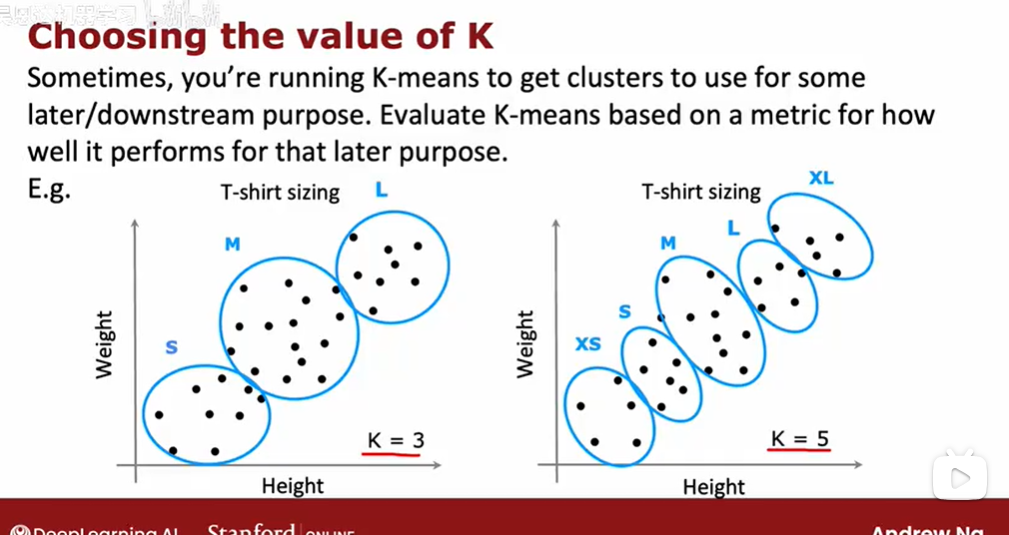 Choosing the value of K
Sometimes, you’re running K-means to get clusters to use for some
later/downstream purpose. Evaluate K-means based on a metric for how
well it performs for that later purpose.
E.g.
T-shirt sizing
L
M
S
Weight
K = 3
Height
T-shirt sizing
XL
L
M
S
XS
Weight
K = 5
Height
DeepLearning.AI
Stanford ONLINE
Andrew Ng